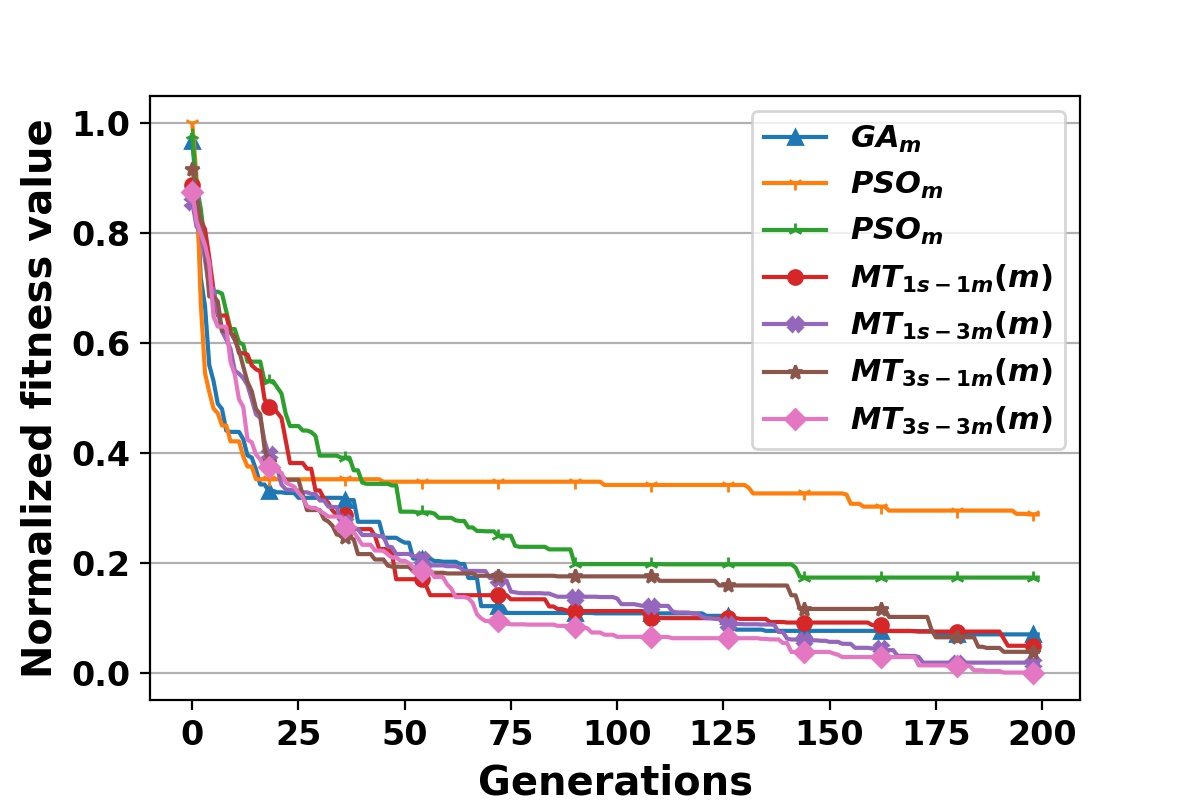 Normalized fitness value
1.0
0.8
0.6
0.4
0.2
0.0
GAₘ
PSOₘ
PSOₘ
MT₁ₛ₋₁ₘ(m)
MT₁ₛ₋₃ₘ(m)
MT₃ₛ₋₁ₘ(m)
MT₃ₛ₋₃ₘ(m)
0 25 50 75 100 125 150 175 200
Generations